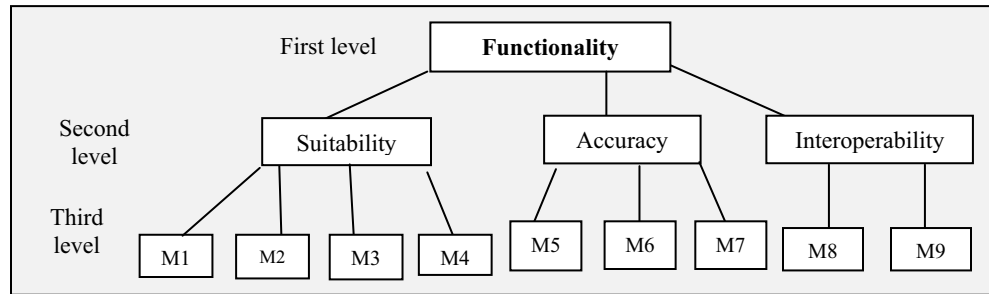 First level
Functionality
Second
level
Suitability
Accuracy
Interoperability
Third
level
M1
M2
M3
M4
M5
M6
M7
M8
M9